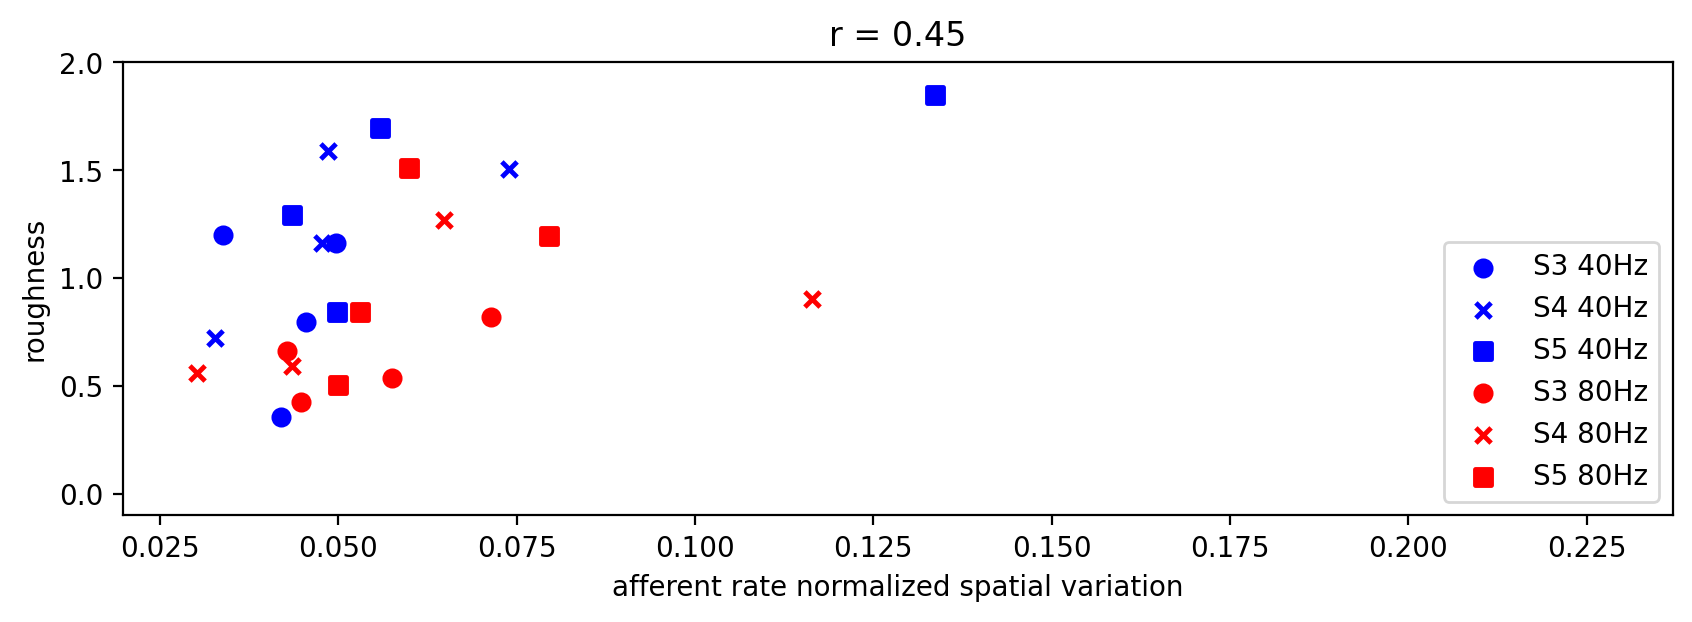 r = 0.45
2.0
1.5
1.0
0.5
0.0
roughness
0.025 0.050 0.075 0.100 0.125 0.150 0.175 0.200 0.225
afferent rate normalized spatial variation
S3 40Hz
S4 40Hz
S5 40Hz
S3 80Hz
S4 80Hz
S5 80Hz